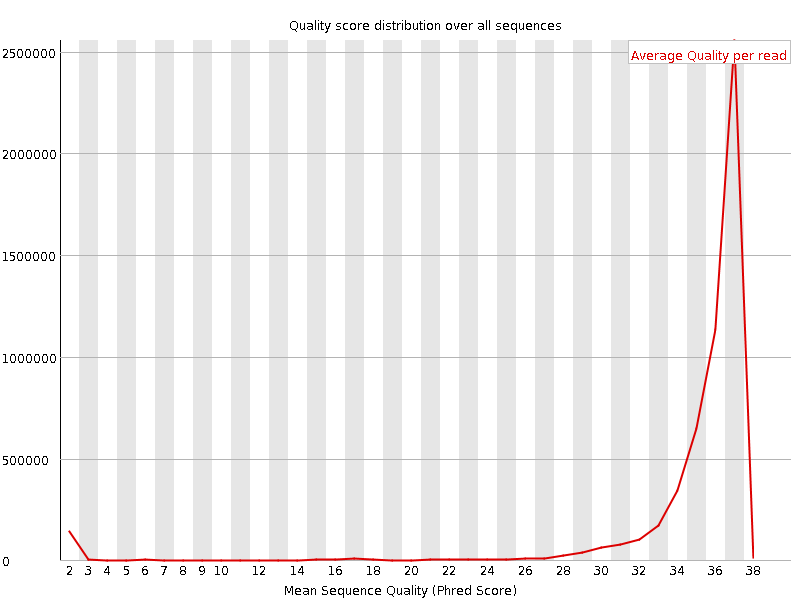 Quality score distribution over all sequences
Average Quality per read
2500000
2000000
1500000
1000000
500000
0
2 3 4 5 6 7 8 9 10 12 14 16 18 20 22 24 26 28 30 32 34 36 38
Mean Sequence Quality (Phred Score)